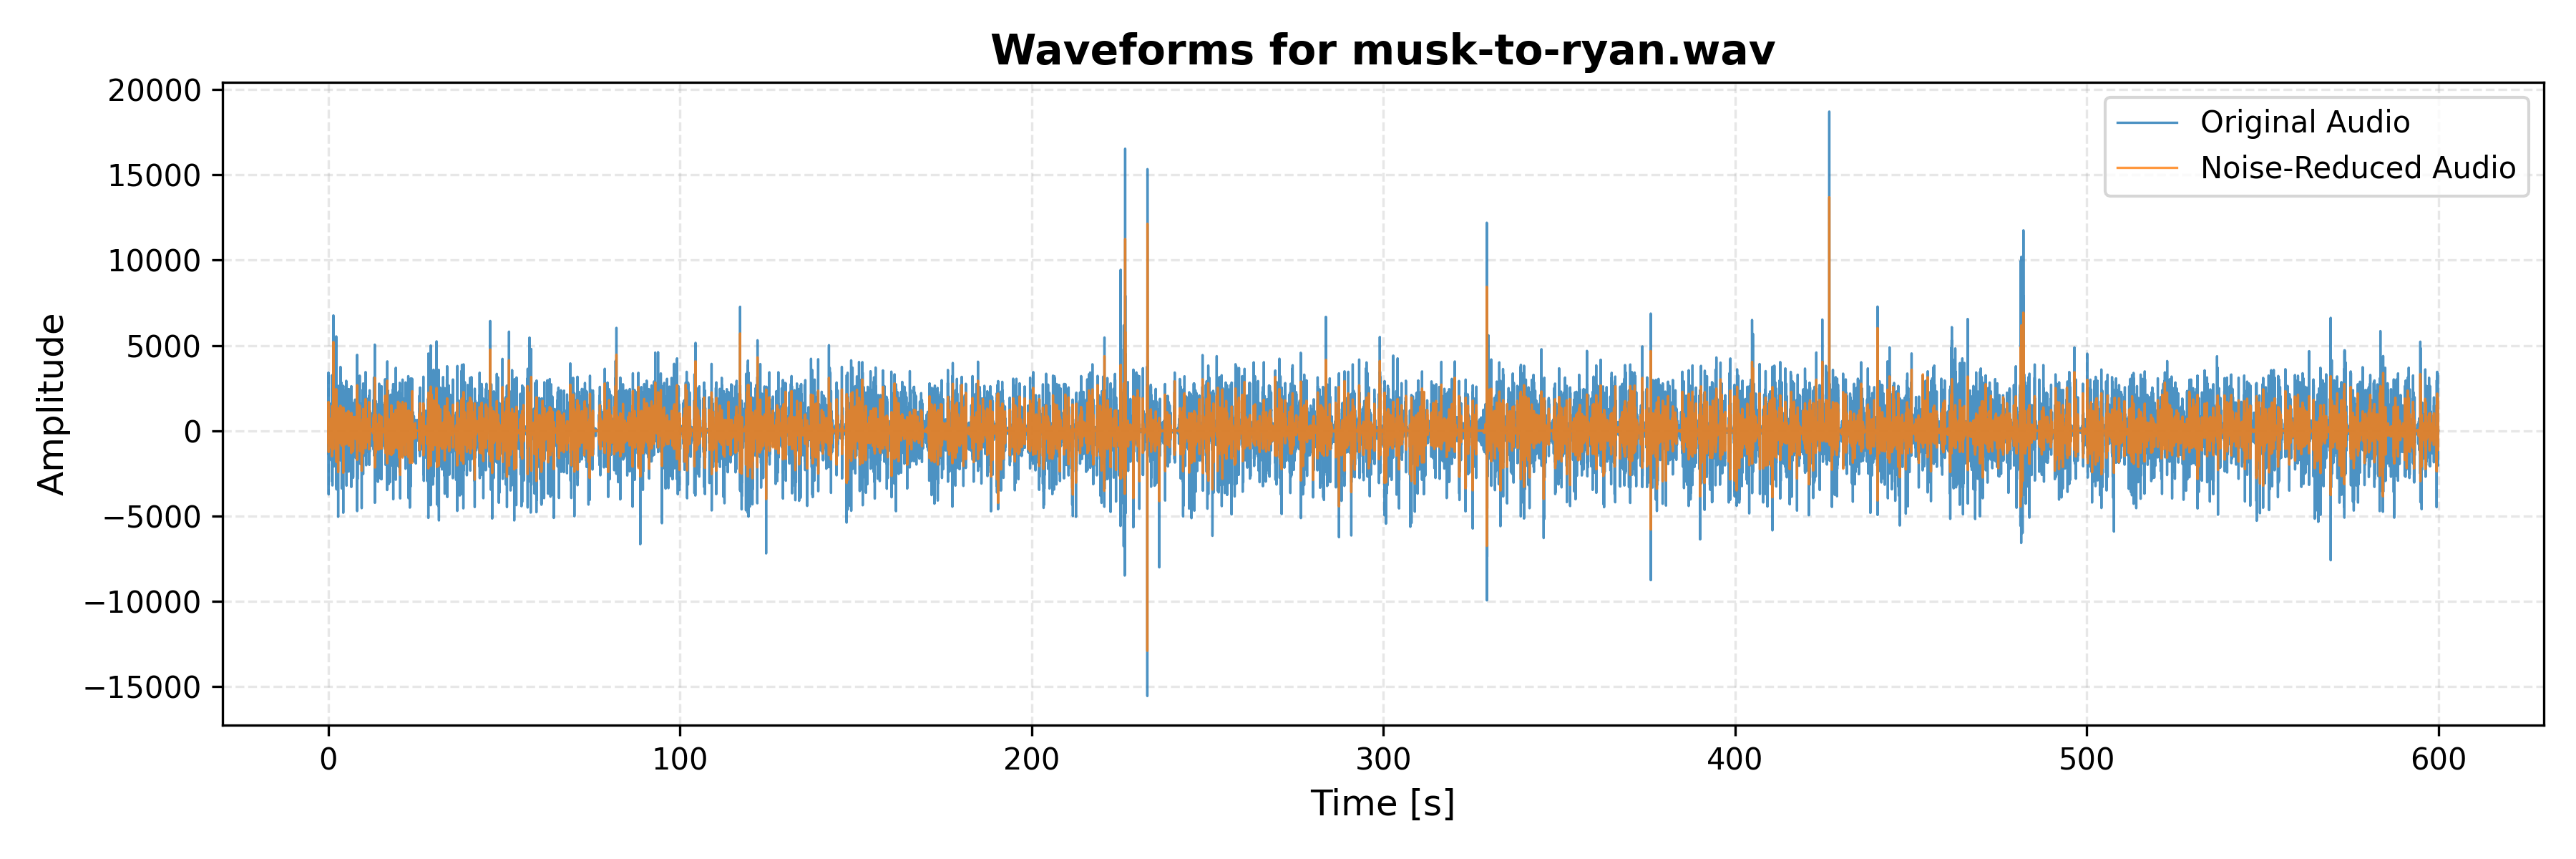 Waveforms for musk-to-ryan.wav
20000
15000
10000
5000
0
−5000
−10000
−15000
Amplitude
Original Audio
Noise-Reduced Audio
0 100 200 300 400 500 600
Time [s]